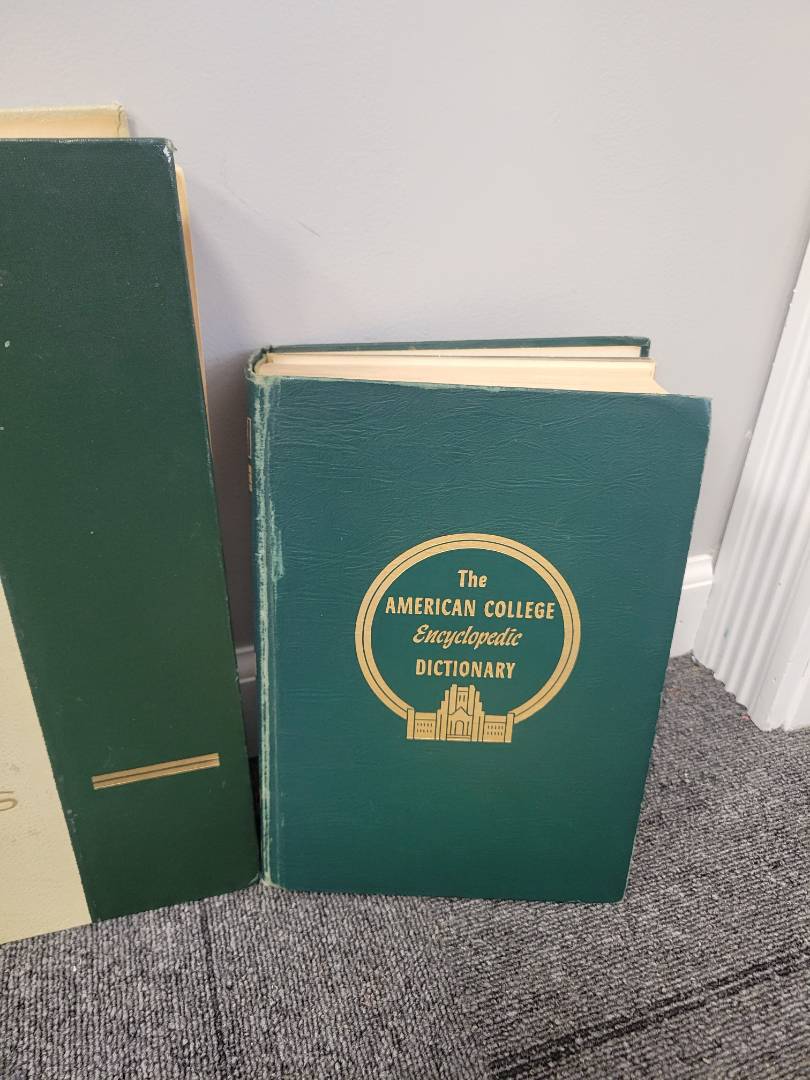 The
AMERICAN COLLEGE
Encyclopedic
DICTIONARY